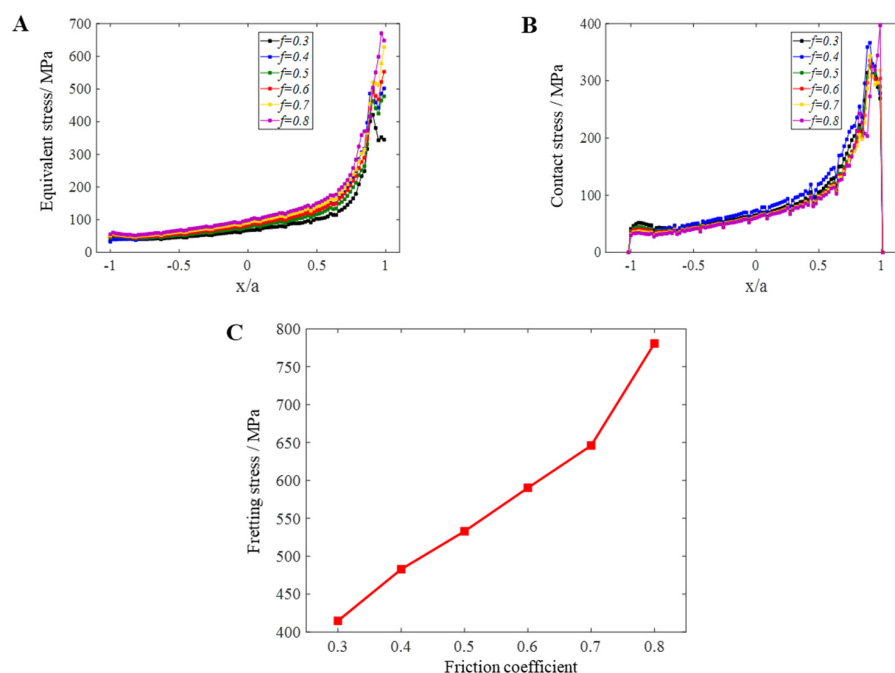 A
Equivalent stress/ MPa
700
600
500
400
300
200
100
0
f=0.3
f=0.4
f=0.5
f=0.6
f=0.7
f=0.8
-1
-0.5
0
0.5
1
x/a
B
Contact stress / MPa
400
300
200
100
0
f=0.3
f=0.4
f=0.5
f=0.6
f=0.7
f=0.8
-1
-0.5
0
0.5
1
x/a
C
Fretting stress / MPa
800
750
700
650
600
550
500
450
400
0.3
0.4
0.5
0.6
0.7
0.8
Friction coefficient